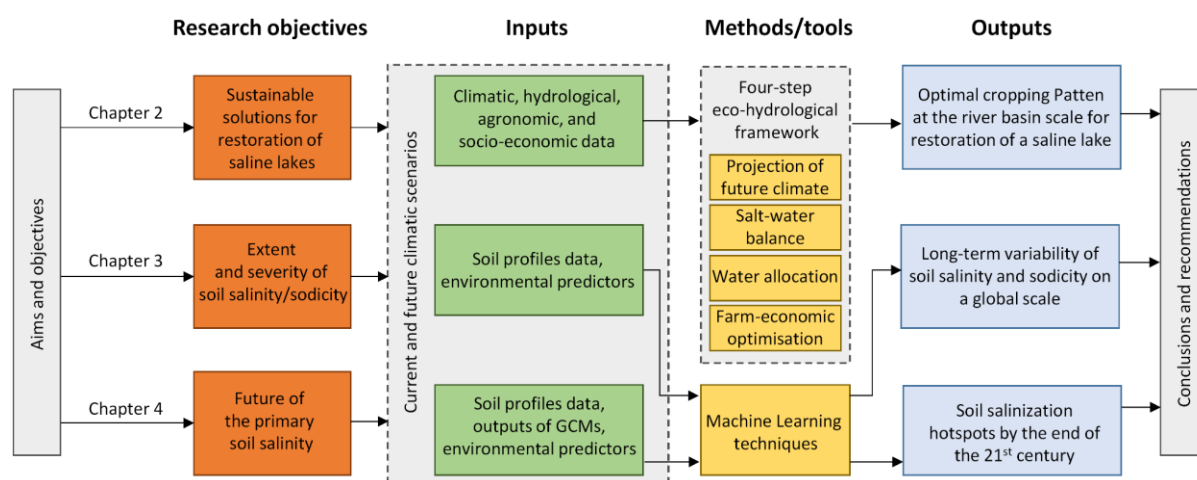 Research objectives
Inputs
Methods/tools
Outputs
Aims and objectives
Chapter 2
Sustainable
solutions for
restoration of
saline lakes
Chapter 3
Extent
and severity of
soil salinity/sodicity
Chapter 4
Future of
the primary
soil salinity
Current and future climatic scenarios
Climatic, hydrological,
agronomic, and
socio-economic data
Soil profiles data,
environmental predictors
Soil profiles data,
outputs of GCMs,
environmental predictors
Four-step
eco-hydrological
framework
Projection of
future climate
Salt-water
balance
Water allocation
Farm-economic
optimisation
Machine Learning
techniques
Optimal cropping Patten
at the river basin scale for
restoration of a saline lake
Long-term variability of
soil salinity and sodicity on
a global scale
Soil salinization
hotspots by the end of
the 21st century
Conclusions and recommendations